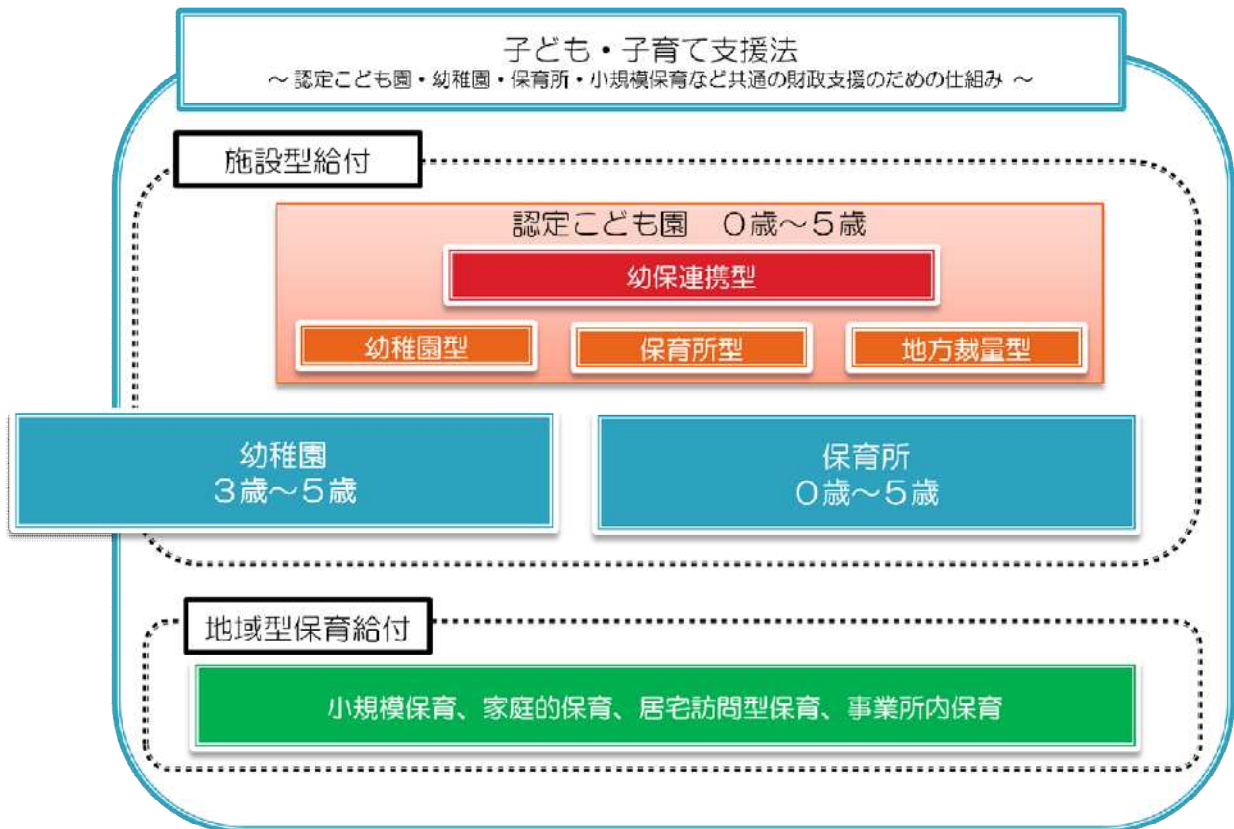 子ども・子育て支援法
～ 認定こども園・幼稚園・保育所・小規模保育など共通の財政支援のための仕組み ～
施設型給付
認定こども園　０歳～５歳
幼保連携型
幼稚園型
保育所型
地方裁量型
幼稚園
３歳～５歳
保育所
０歳～５歳
地域型保育給付
小規模保育、家庭的保育、居宅訪問型保育、事業所内保育